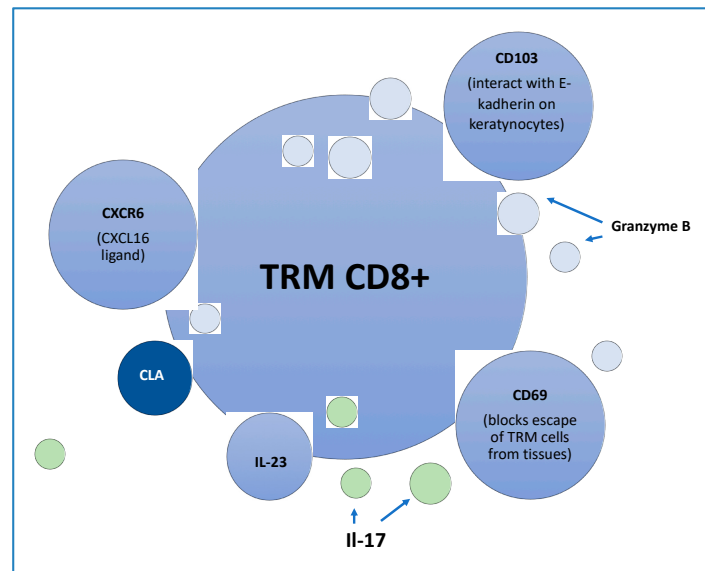 CD103
(interact with E-
kadherin on
keratynocytes)
CXCR6
(CXCL16
ligand)
Granzyme B
TRM CD8+
CLA
CD69
(blocks escape
of TRM cells
from tissues)
IL-23
Il-17